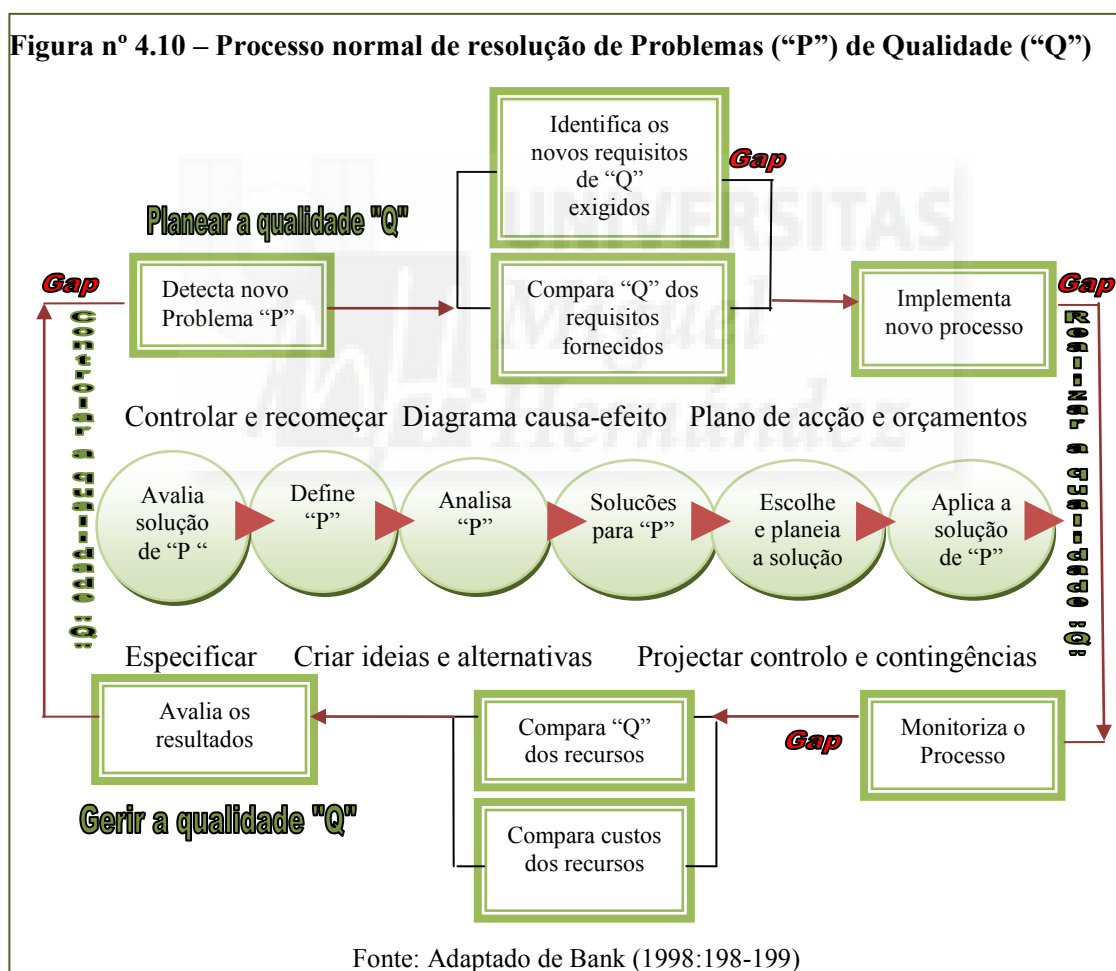 Figura nº 4.10 – Processo normal de resolução de Problemas (“P”) de Qualidade (“Q”)
Identifica os
novos requisitos
de “Q”
exigidos
Gap
UNIVERSITAS
Miguel
Hernández
Planear a qualidade "Q"
Gap
Detecta novo
Problema “P”
Compara “Q” dos
requisitos
fornecidos
Implementa
novo processo
Gap
Controlar a qualidade "Q"
Realizar a qualidade "Q"
Controlar e recomeçar Diagrama causa-efeito Plano de acção e orçamentos
Avalia
solução
de “P “
Define
“P”
Analisa
“P”
Solucões
para “P”
Escolhe
e planeia
a solução
Aplica a
solução
de “P”
Especificar Criar ideias e alternativas Projectar controlo e contingências
Avalia os
resultados
Compara “Q”
dos recursos
Gap
Monitoriza o
Processo
Gerir a qualidade "Q"
Compara custos
dos recursos
Fonte: Adaptado de Bank (1998:198-199)